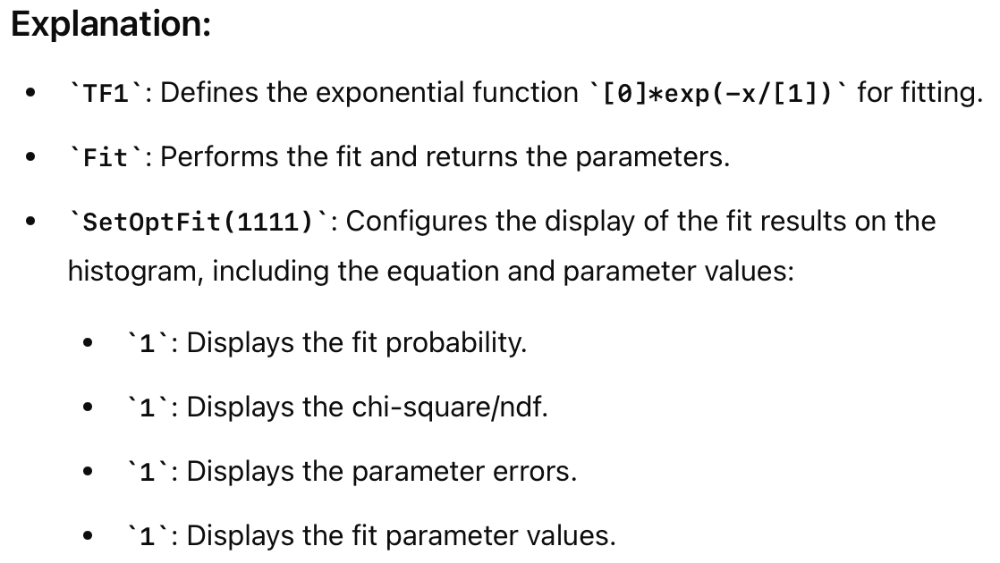 Explanation:
• `TF1`: Defines the exponential function `[0]*exp(-x/[1])` for fitting.
• `Fit`: Performs the fit and returns the parameters.
• `SetOptFit(1111)`: Configures the display of the fit results on the
histogram, including the equation and parameter values:
• `1`: Displays the fit probability.
• `1`: Displays the chi-square/ndf.
• `1`: Displays the parameter errors.
• `1`: Displays the fit parameter values.